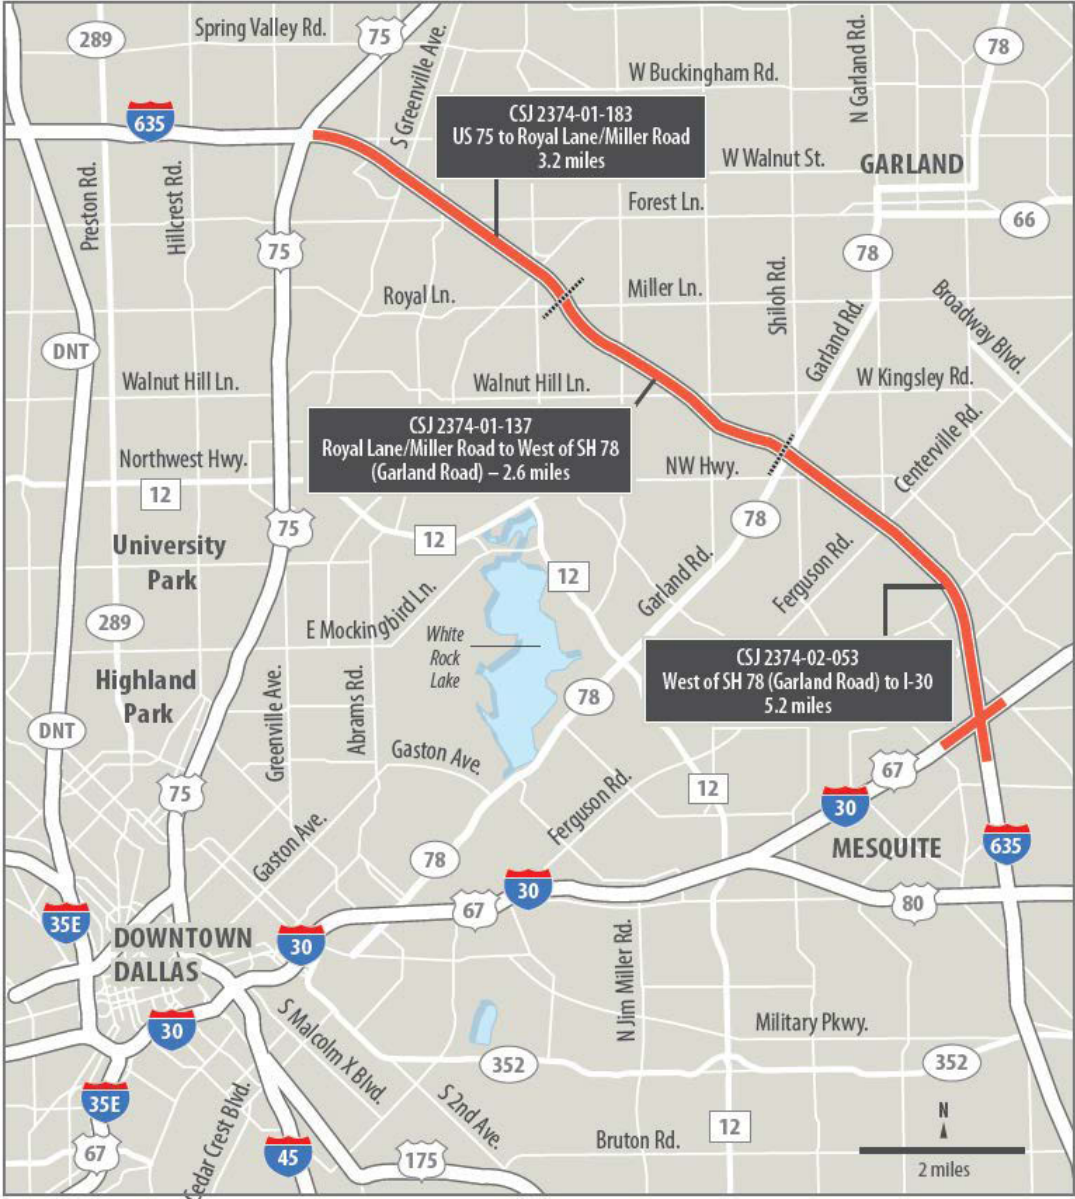 289
Spring Valley Rd.
75
S Greenville Ave.
W Buckingham Rd.
N Garland Rd.
78
635
CSJ 2374-01-183
US 75 to Royal Lane/Miller Road
3.2 miles
W Walnut St.
GARLAND
Preston Rd.
Hillcrest Rd.
Forest Ln.
66
75
78
Royal Ln.
Miller Ln.
Shiloh Rd.
Broadway Blvd.
DNT
Garland Rd.
Walnut Hill Ln.
Walnut Hill Ln.
W Kingsley Rd.
CSJ 2374-01-137
Royal Lane/Miller Road to West of SH 78
(Garland Road) – 2.6 miles
Centerville Rd.
Northwest Hwy.
NW Hwy.
12
75
78
12
University
Park
12
Garland Rd.
Ferguson Rd.
289
E Mockingbird Ln.
White
Rock
Lake
CSJ 2374-02-053
West of SH 78 (Garland Road) to I-30
5.2 miles
Highland
Park
78
DNT
Greenville Ave.
Abrams Rd.
Gaston Ave.
67
75
12
30
Ferguson Rd.
Gaston Ave.
MESQUITE
635
78
30
67
80
35E
DOWNTOWN
DALLAS
30
N Jim Miller Rd.
30
S Malcolm X Blvd.
Military Pkwy.
352
352
35E
Cedar Crest Blvd.
S 2nd Ave.
N
67
45
175
Bruton Rd.
12
2 miles